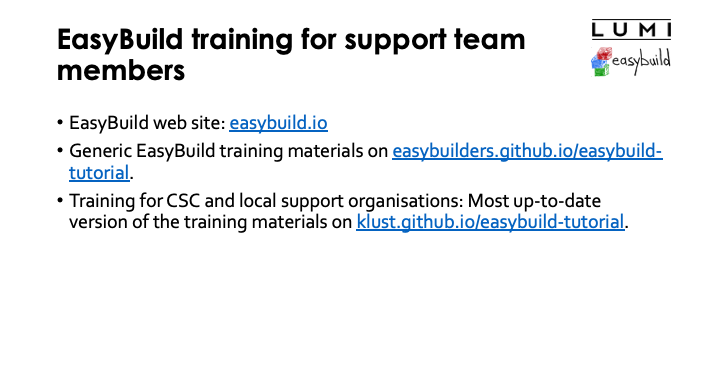 EasyBuild training for support team
members
LUMI
easybuild
• EasyBuild web site: easybuild.io
• Generic EasyBuild training materials on easybuilders.github.io/easybuild-
tutorial.
• Training for CSC and local support organisations: Most up-to-date
version of the training materials on klust.github.io/easybuild-tutorial.